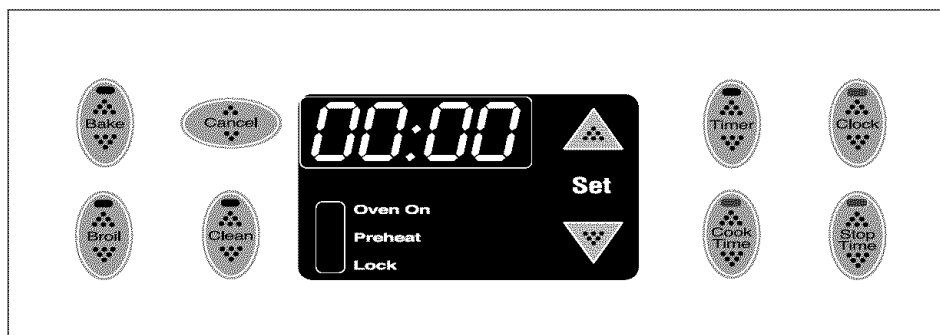 Bake
Cancel
00:00
Timer
Clock
Set
Oven On
Broil
Clean
Preheat
Cook
Time
Stop
Time
Lock